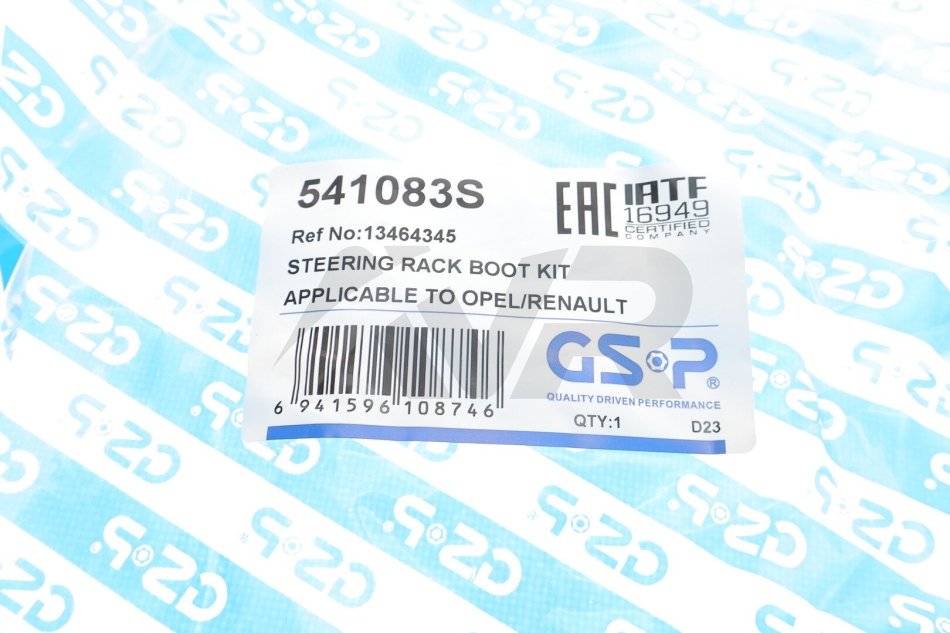 541083S
EAC
IATF
16949
CERTIFIED
COMPANY
Ref No:13464345
STEERING RACK BOOT KIT
APPLICABLE TO OPEL/RENAULT
GS•P®
QUALITY DRIVEN PERFORMANCE
6 941596 108746
QTY:1
D23